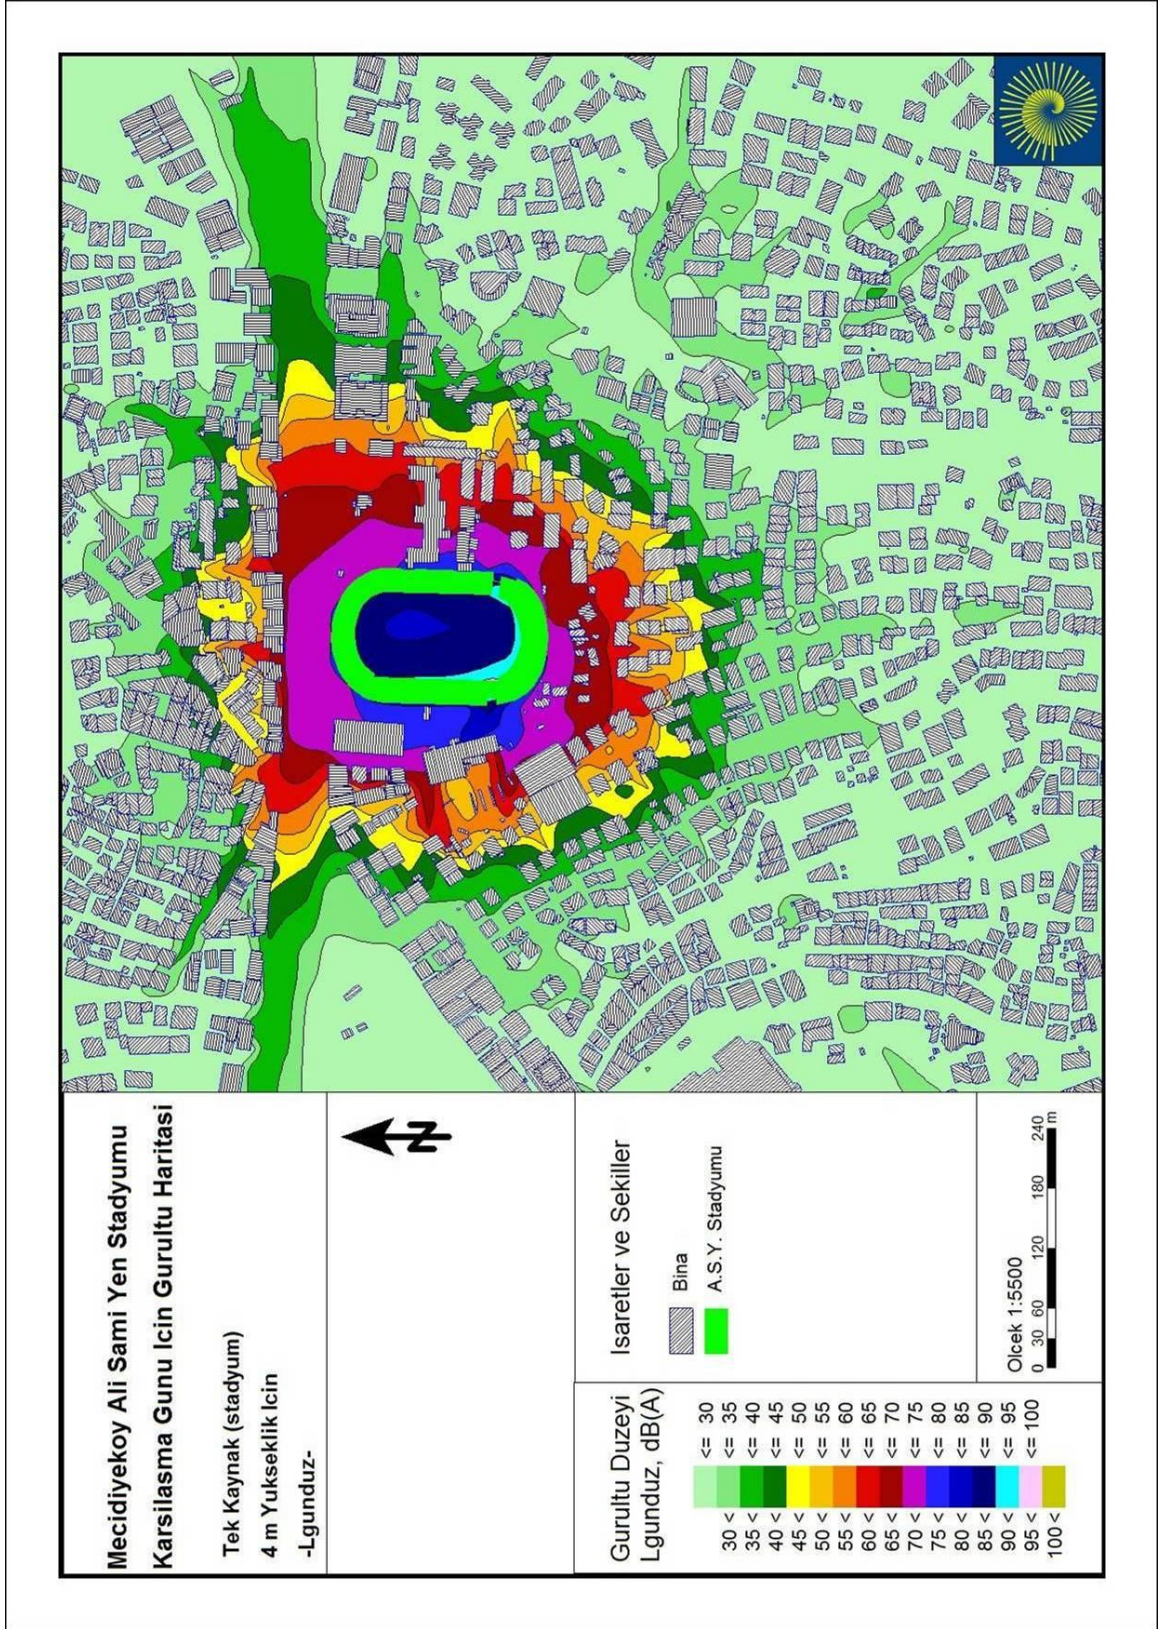 Mecidiyekoy Ali Sami Yen Stadyumu
Karsilasma Gunu Icin Gurultu Haritasi
Tek Kaynak (stadyum)
4 m Yukseklik Icin
-Lgunduz-
N
Gurultu Duzeyi
Lgunduz, dB(A)
<= 30
30 < <= 35
35 < <= 40
40 < <= 45
45 < <= 50
50 < <= 55
55 < <= 60
60 < <= 65
65 < <= 70
70 < <= 75
75 < <= 80
80 < <= 85
85 < <= 90
90 < <= 95
95 < <= 100
100 <
Isaretler ve Sekiller
Bina
A.S.Y. Stadyumu
Olcek 1:5500
0 30 60 120 180 240
m